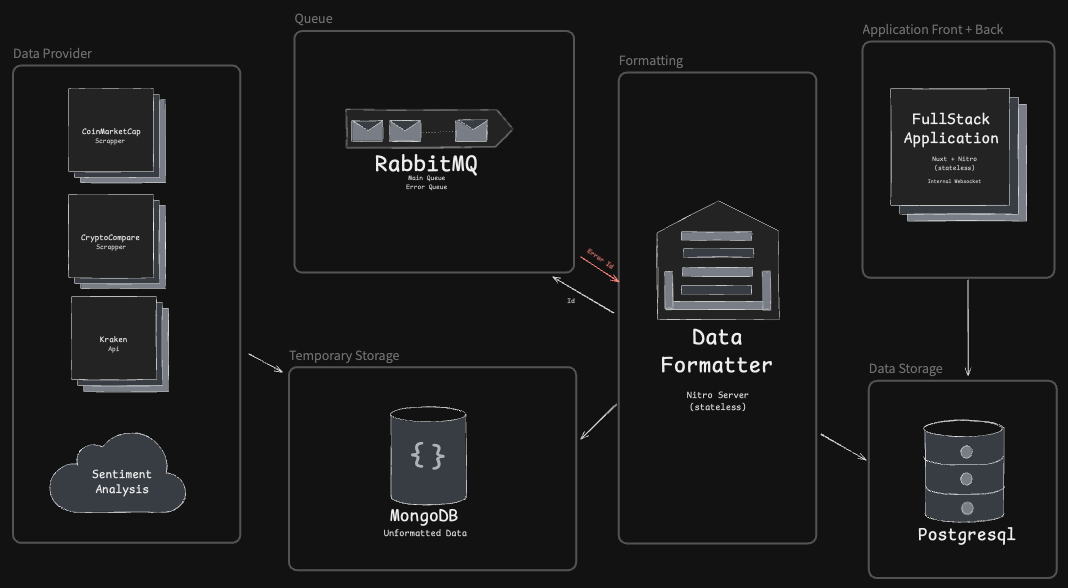 Data Provider
CoinMarketCap
Scrapper
CryptoCompare
Scrapper
Kraken
Api
Sentiment
Analysis
Queue
RabbitMQ
Main Queue
Error Queue
Error Id
Id
Temporary Storage
{ }
MongoDB
Unformatted Data
Formatting
Data
Formatter
Nitro Server
(stateless)
Application Front + Back
FullStack
Application
Nuxt + Nitro
(stateless)
Internal Websocket
Data Storage
Postgresql